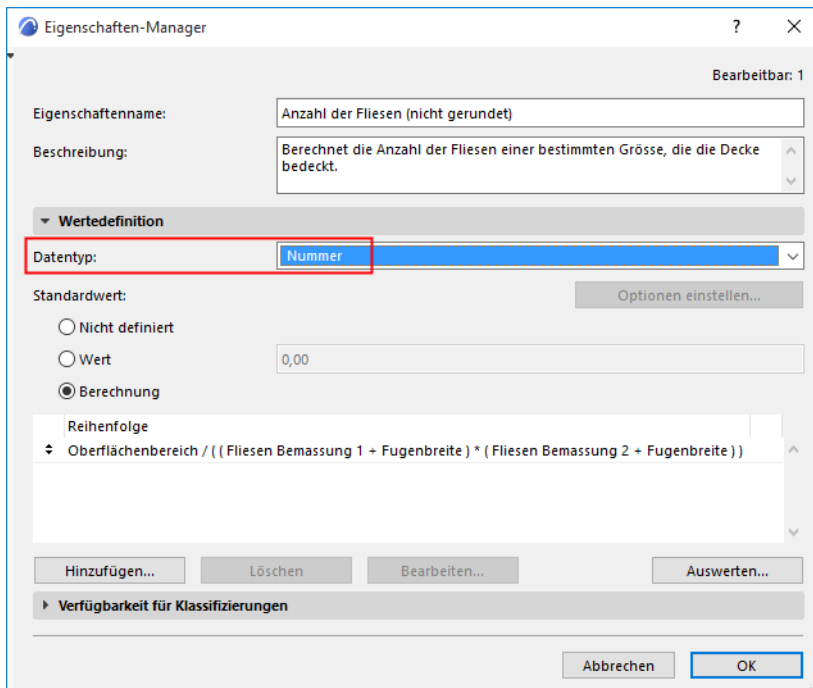 Eigenschaften-Manager
?
Bearbeitbar: 1
Eigenschaftenname:
Anzahl der Fliesen (nicht gerundet)
Beschreibung:
Berechnet die Anzahl der Fliesen einer bestimmten Grösse, die die Decke
bedeckt.
Wertedefinition
Datentyp:
Nummer
Standardwert:
Optionen einstellen...
Nicht definiert
Wert
0,00
Berechnung
Reihenfolge
Oberflächenbereich / ( ( Fliesen Bemassung 1 + Fugenbreite ) * ( Fliesen Bemassung 2 + Fugenbreite ) )
Hinzufügen...
Löschen
Bearbeiten...
Auswerten...
Verfügbarkeit für Klassifizierungen
Abbrechen
OK